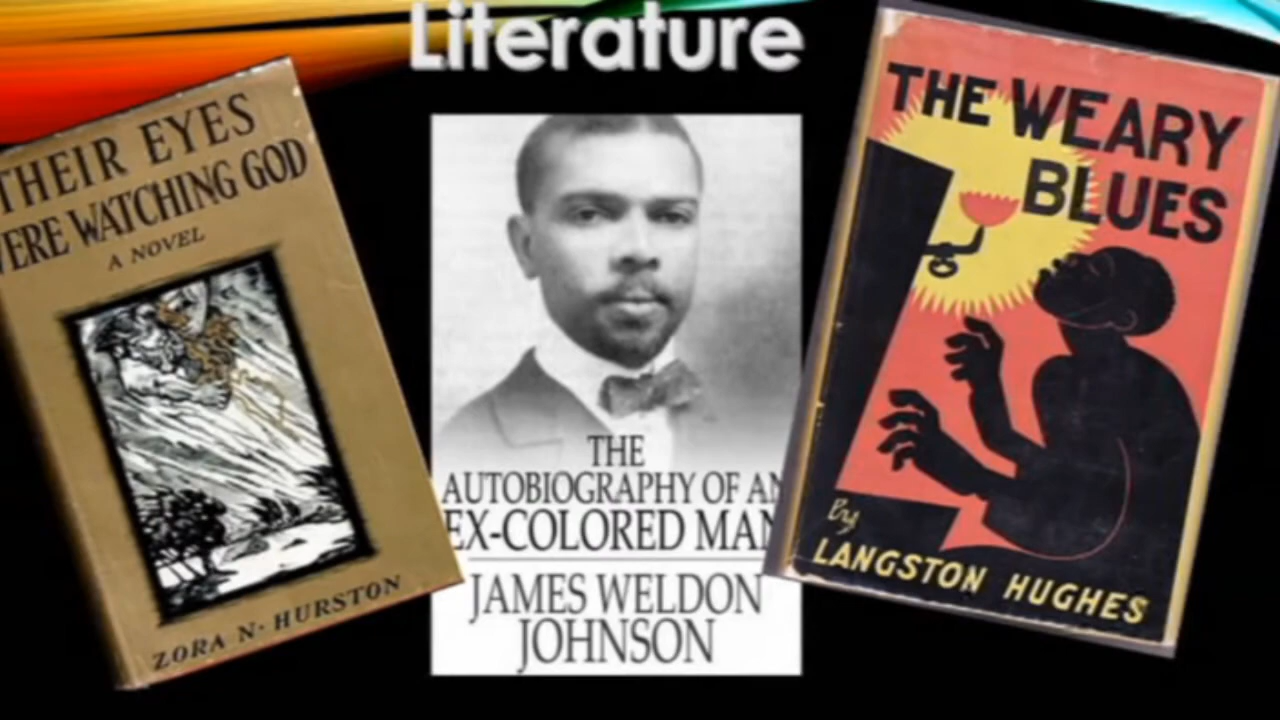 Literature
THEIR EYES
WERE WATCHING GOD
A NOVEL
ZORA N. HURSTON
THE
AUTOBIOGRAPHY OF AN
EX-COLORED MAN
JAMES WELDON
JOHNSON
THE WEARY
BLUES
By
LANGSTON HUGHES